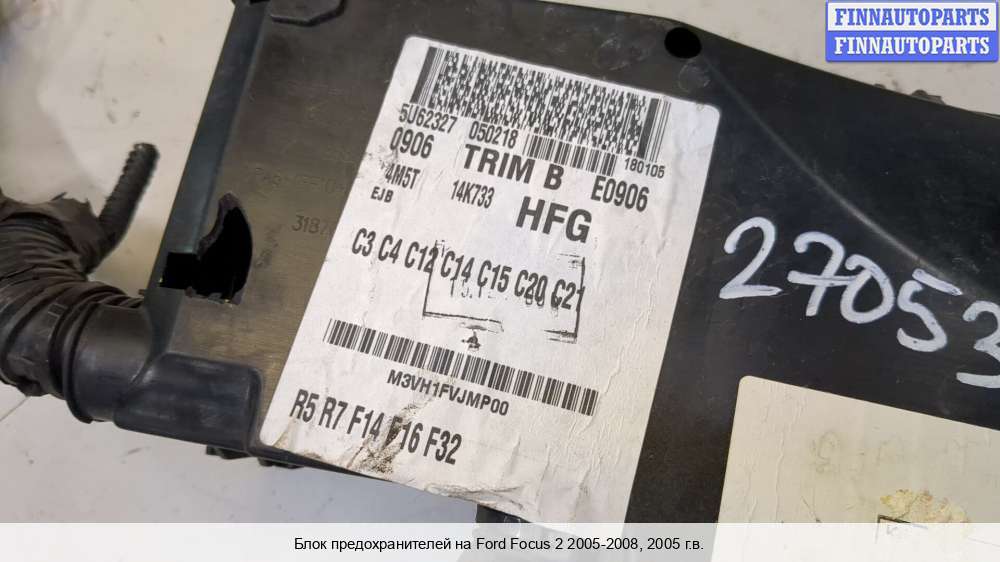 FINNAUTOPARTS
FINNAUTOPARTS
5U62327 050218 180105
0906 TRIM B E0906
4M5T 14K733 HFG
EJB
C3 C4 C12 C14 C15 C20 C21
M3VH1FVJMP00
R5 R7 F14 F16 F32
27053
Блок предохранителей на Ford Focus 2 2005-2008, 2005 г.в.